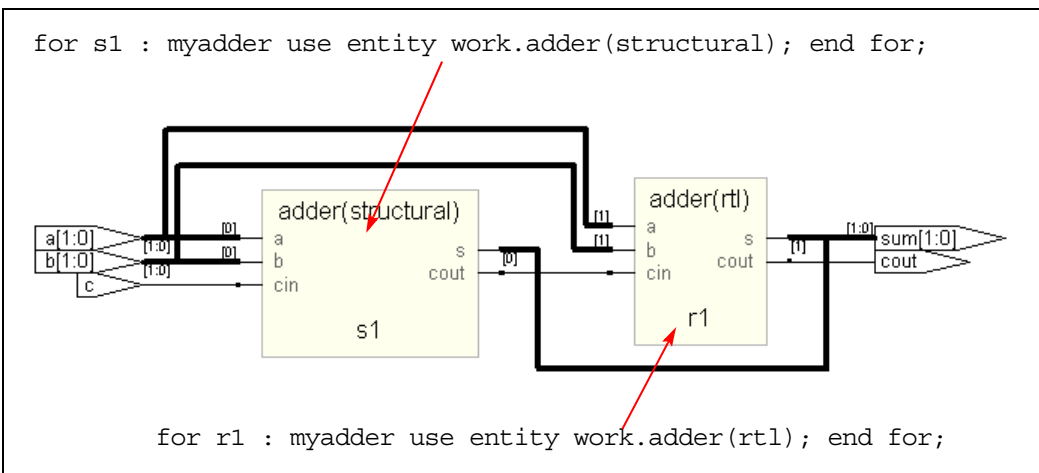 for s1 : myadder use entity work.adder(structural); end for;
adder(structural)
adder(rtl)
[0]
[1]
[1:0]
a[1:0]
[1:0]
a
a
s
sum[1:0]
[0]
[1]
[1]
b[1:0]
[1:0]
b
s
[0]
b
cout
cout
c
cin
cout
cin
s1
r1
for r1 : myadder use entity work.adder(rtl); end for;